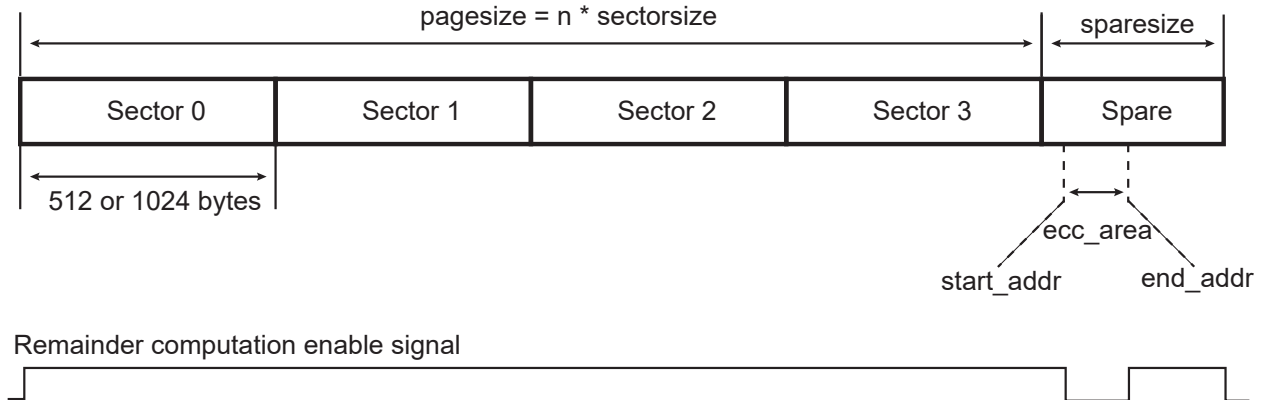 pagesize = n * sectorsize
sparesize
Sector 0
Sector 1
Sector 2
Sector 3
Spare
512 or 1024 bytes
ecc_area
start_addr
end_addr
Remainder computation enable signal